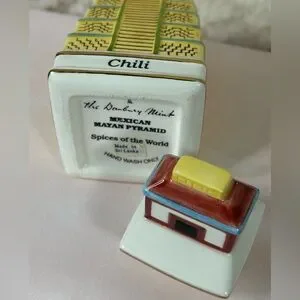 Chili
The Danbury Mint
MEXICAN
MAYAN PYRAMID
Spices of the World
Made in
Sri Lanka
HAND WASH ONLY